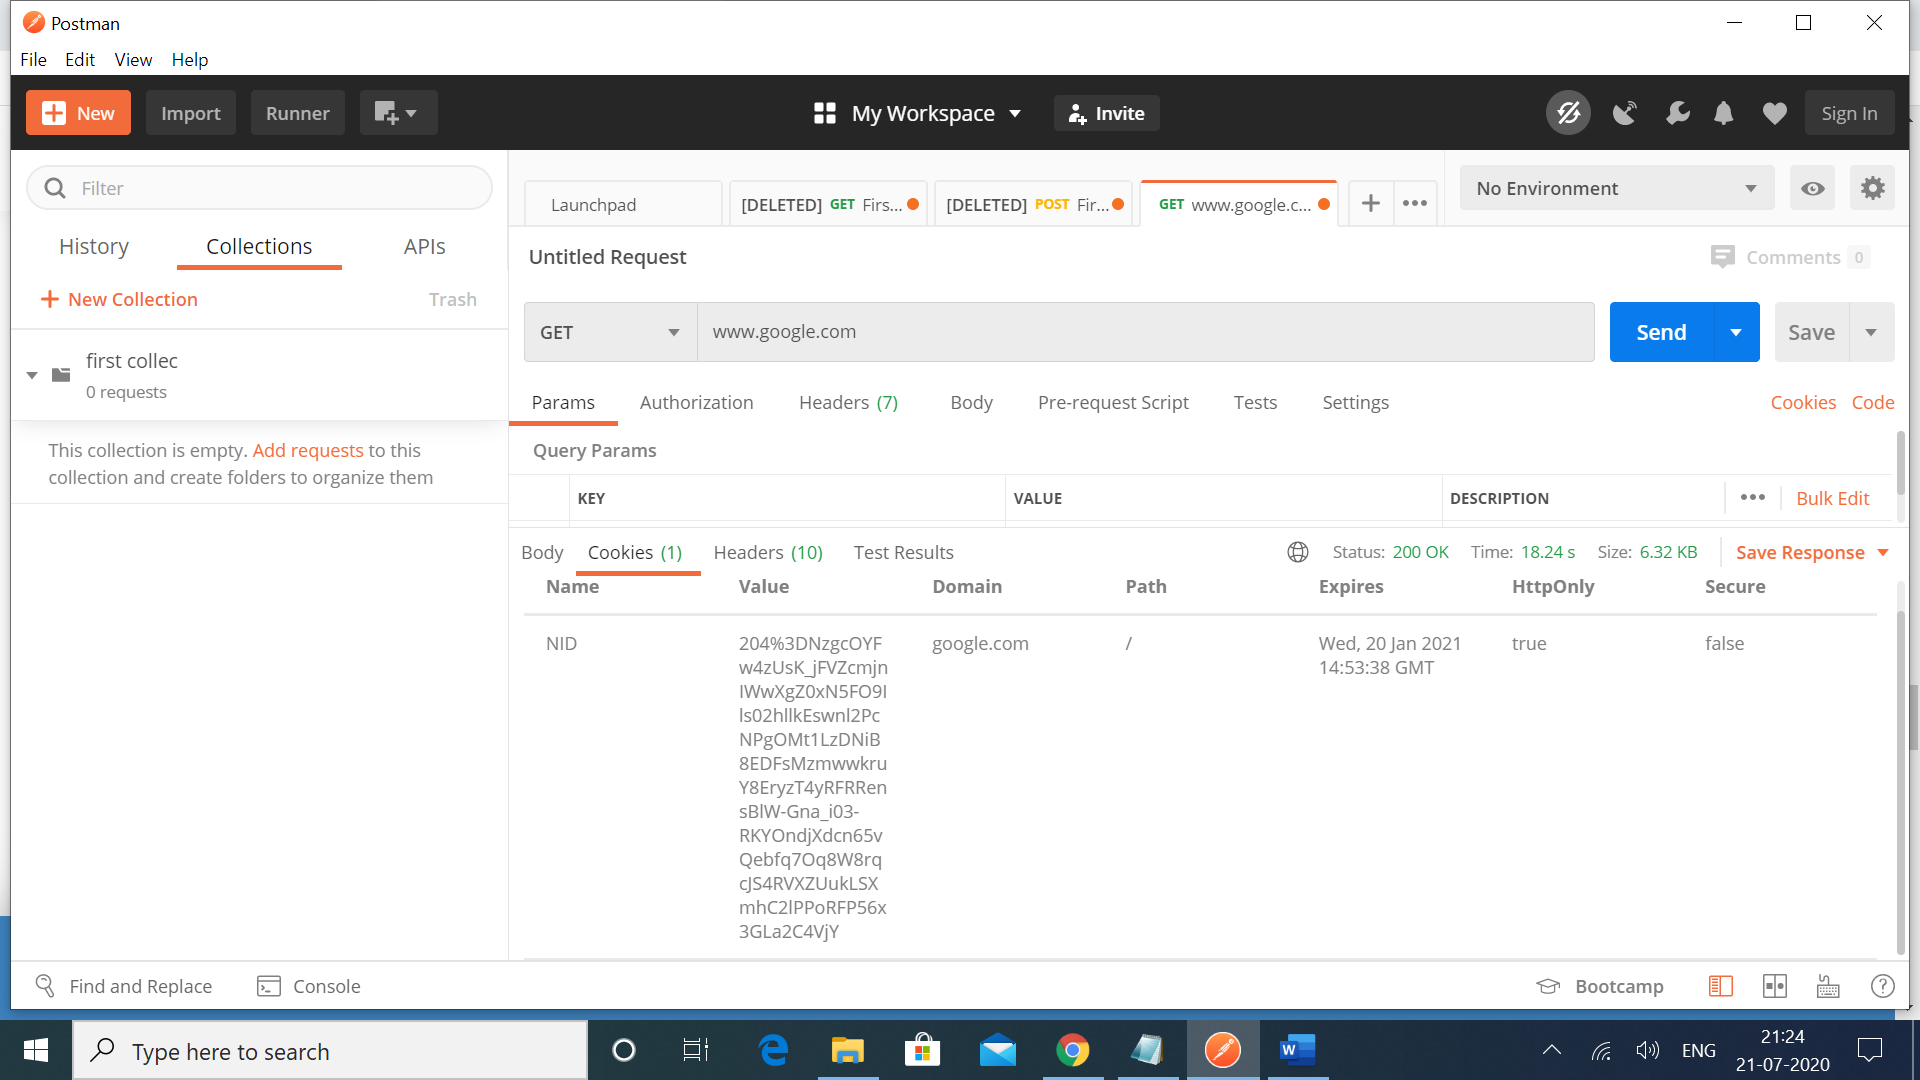 Postman
File Edit View Help
New Import Runner My Workspace Invite Sign In
Filter
History Collections APIs
New Collection Trash
first collec
0 requests
This collection is empty. Add requests to this
collection and create folders to organize them
Launchpad [DELETED] GET Firs... [DELETED] POST Fir... GET www.google.c... No Environment
Untitled Request Comments 0
GET www.google.com Send Save
Params Authorization Headers (7) Body Pre-request Script Tests Settings Cookies Code
Query Params
KEY VALUE DESCRIPTION Bulk Edit
Body Cookies (1) Headers (10) Test Results Status: 200 OK Time: 18.24 s Size: 6.32 KB Save Response
Name Value Domain Path Expires HttpOnly Secure
NID 204%3DNzgcOYF google.com / Wed, 20 Jan 2021 true false
w4zUsK_jFVZcmjn 14:53:38 GMT
IWwXgZ0xN5FO9I
ls02hllkEswnl2Pc
NPgOMt1LzDNiB
8EDFsMzmwwkru
Y8EryzT4yRFRRen
sBlW-Gna_i03-
RKYOndjXdcn65v
Qebfq7Oq8W8rq
cJS4RVXZUukLSX
mhC2lPPoRFP56x
3GLa2C4VjY
Find and Replace Console Bootcamp
Type here to search ENG 21:24
21-07-2020